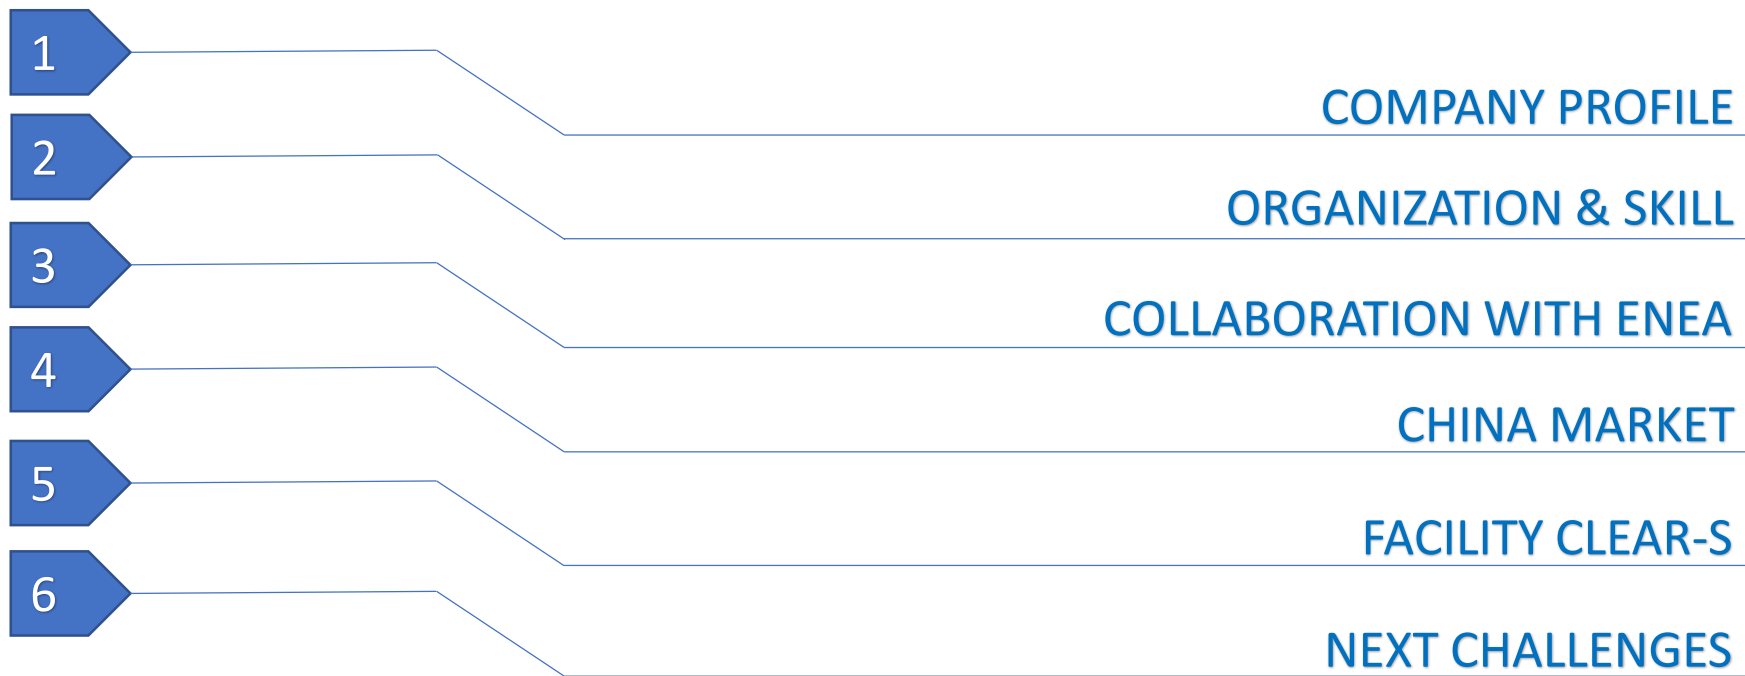 1
COMPANY PROFILE
2
ORGANIZATION & SKILL
3
COLLABORATION WITH ENEA
4
CHINA MARKET
5
FACILITY CLEAR-S
6
NEXT CHALLENGES